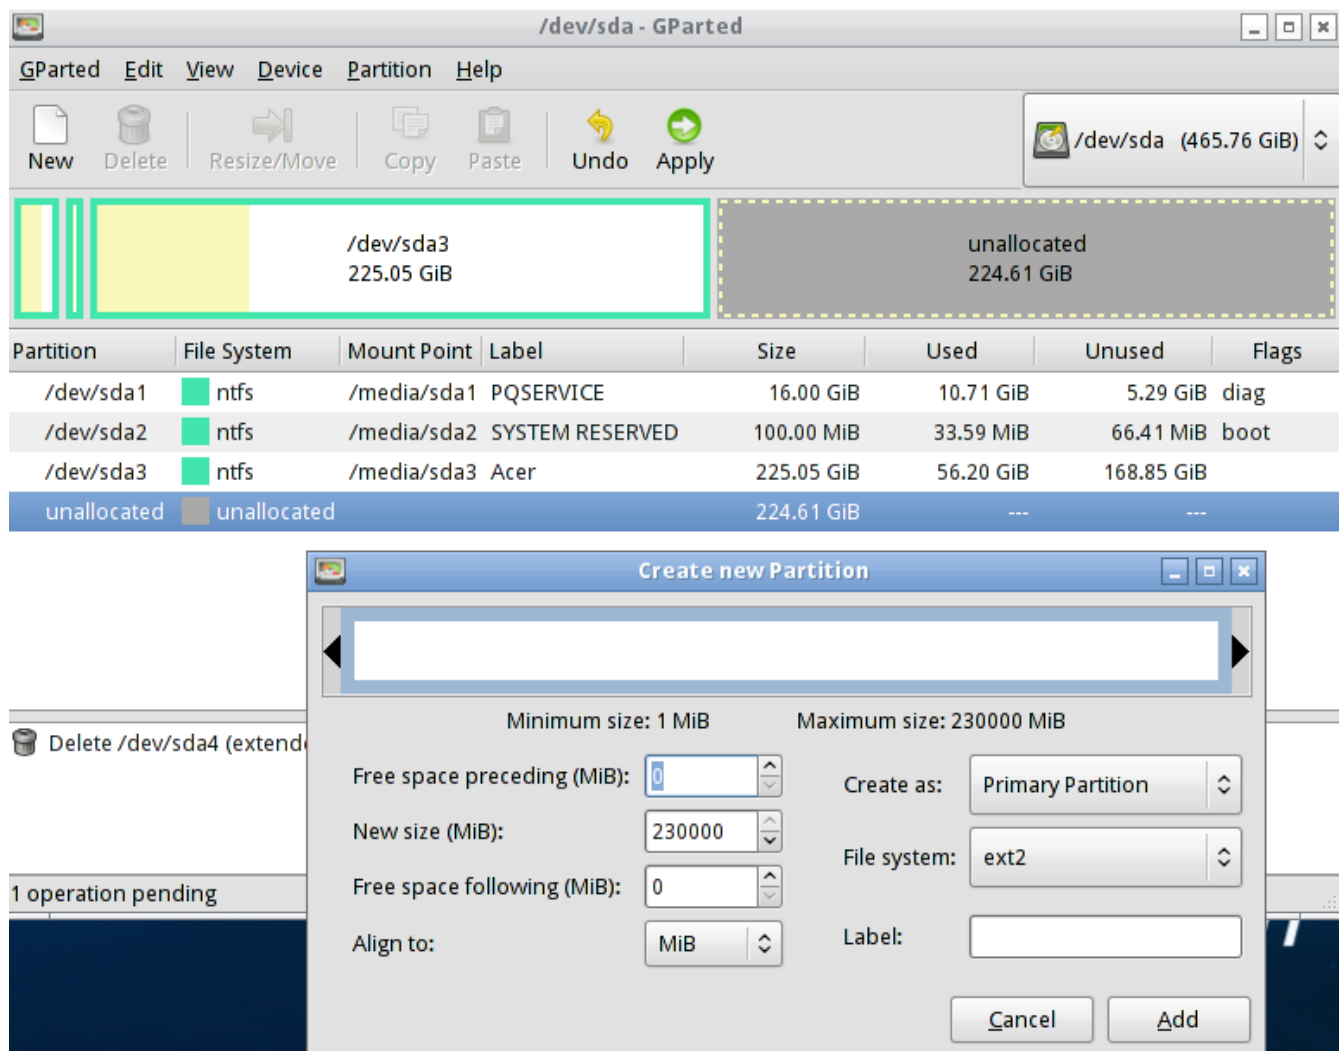 /dev/sda - GParted
GParted Edit View Device Partition Help
New Delete Resize/Move Copy Paste Undo Apply /dev/sda (465.76 GiB)
/dev/sda3
225.05 GiB
unallocated
224.61 GiB
Partition File System Mount Point Label Size Used Unused Flags
/dev/sda1 ntfs /media/sda1 PQSERVICE 16.00 GiB 10.71 GiB 5.29 GiB diag
/dev/sda2 ntfs /media/sda2 SYSTEM RESERVED 100.00 MiB 33.59 MiB 66.41 MiB boot
/dev/sda3 ntfs /media/sda3 Acer 225.05 GiB 56.20 GiB 168.85 GiB
unallocated unallocated 224.61 GiB --- ---
Create new Partition
Minimum size: 1 MiB Maximum size: 230000 MiB
Delete /dev/sda4 (extende
Free space preceding (MiB): 0 Create as: Primary Partition
New size (MiB): 230000 File system: ext2
Free space following (MiB): 0
1 operation pending
Align to: MiB Label:
Cancel Add